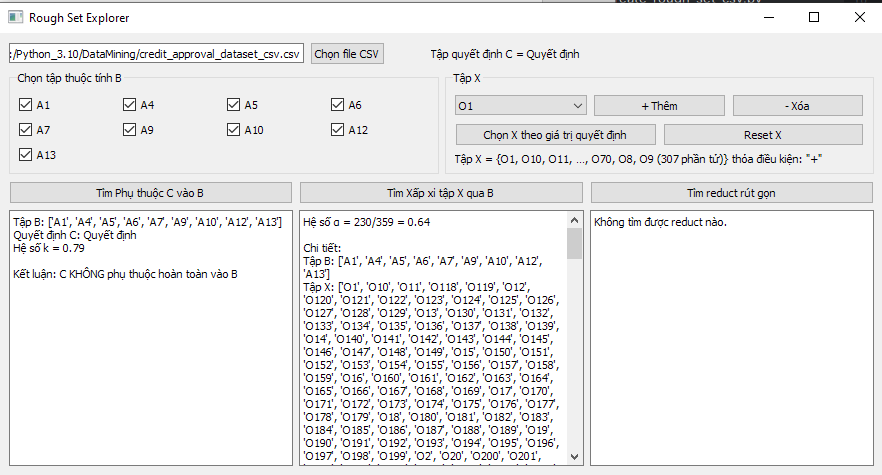 Rough Set Explorer
:/Python_3.10/DataMining/credit_approval_dataset_csv.csv
Chọn file CSV
Tập quyết định C = Quyết định
Chọn tập thuộc tính B
A1
A4
A5
A6
A7
A9
A10
A12
A13
Tập X
O1
+ Thêm
- Xóa
Chọn X theo giá trị quyết định
Reset X
Tập X = {O1, O10, O11, ..., O70, O8, O9 (307 phần tử)} thỏa điều kiện: "+"
Tìm Phụ thuộc C vào B
Tìm Xấp xỉ tập X qua B
Tìm reduct rút gọn
Tập B: ['A1', 'A4', 'A5', 'A6', 'A7', 'A9', 'A10', 'A12', 'A13']
Quyết định C: Quyết định
Hệ số k = 0.79
Kết luận: C KHÔNG phụ thuộc hoàn toàn vào B
Hệ số α = 230/359 = 0.64
Chi tiết:
Tập B: ['A1', 'A4', 'A5', 'A6', 'A7', 'A9', 'A10', 'A12',
'A13']
Tập X: ['O1', 'O10', 'O11', 'O118', 'O119', 'O12',
'O120', 'O121', 'O122', 'O123', 'O124', 'O125', 'O126',
'O127', 'O128', 'O129', 'O13', 'O130', 'O131', 'O132',
'O133', 'O134', 'O135', 'O136', 'O137', 'O138', 'O139',
'O14', 'O140', 'O141', 'O142', 'O143', 'O144', 'O145',
'O146', 'O147', 'O148', 'O149', 'O15', 'O150', 'O151',
'O152', 'O153', 'O154', 'O155', 'O156', 'O157', 'O158',
'O159', 'O16', 'O160', 'O161', 'O162', 'O163', 'O164',
'O165', 'O166', 'O167', 'O168', 'O169', 'O17', 'O170',
'O171', 'O172', 'O173', 'O174', 'O175', 'O176', 'O177',
'O178', 'O179', 'O18', 'O180', 'O181', 'O182', 'O183',
'O184', 'O185', 'O186', 'O187', 'O188', 'O189', 'O19',
'O190', 'O191', 'O192', 'O193', 'O194', 'O195', 'O196',
'O197', 'O198', 'O199', 'O2', 'O20', 'O200', 'O201',
Không tìm được reduct nào.